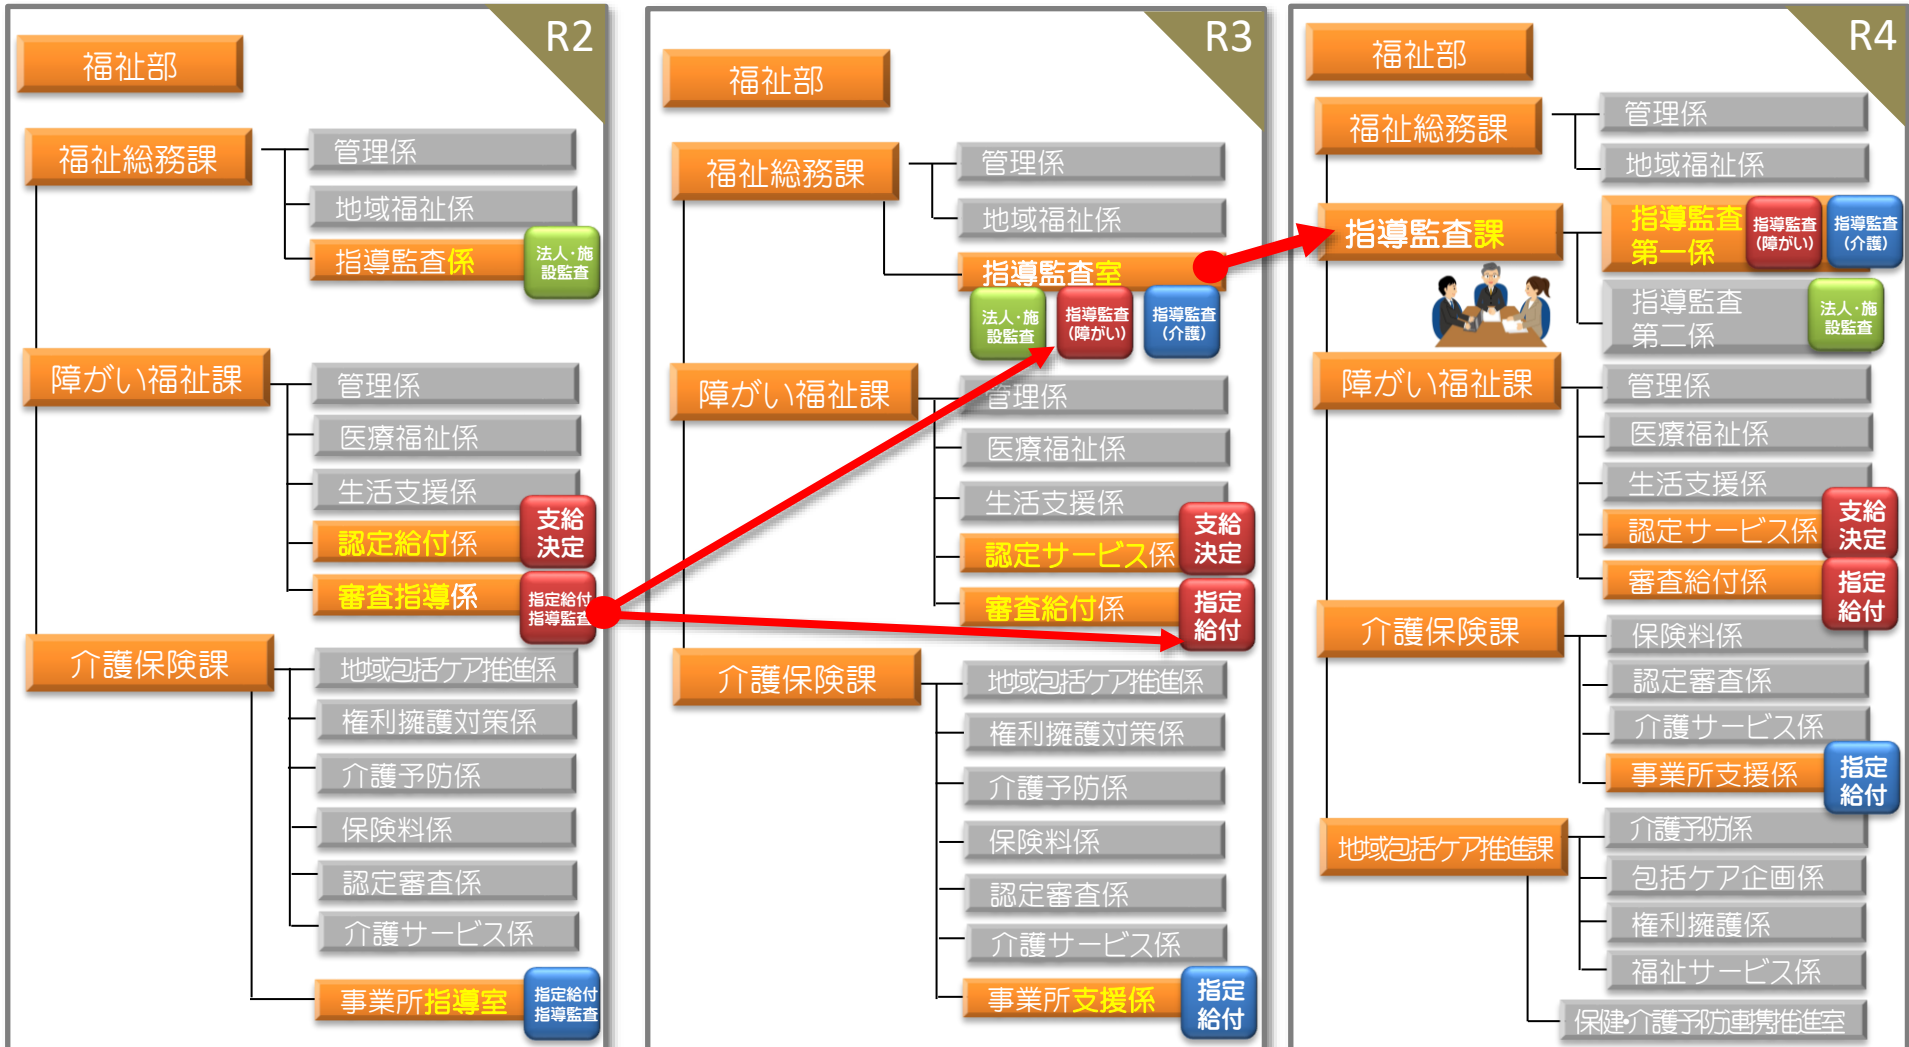 R2
福祉部
福祉総務課
管理係
地域福祉係
指導監査係
法人・施
設監査
障がい福祉課
管理係
医療福祉係
生活支援係
認定給付係
支給
決定
審査指導係
指定給付
指導監査
介護保険課
地域包括ケア推進係
権利擁護対策係
介護予防係
保険料係
認定審査係
介護サービス係
事業所指導室
指定給付
指導監査
R3
福祉部
福祉総務課
管理係
地域福祉係
指導監査室
法人・施
設監査
指導監査
(障がい)
指導監査
(介護)
障がい福祉課
管理係
医療福祉係
生活支援係
認定サービス係
支給
決定
審査給付係
指定
給付
介護保険課
地域包括ケア推進係
権利擁護対策係
介護予防係
保険料係
認定審査係
介護サービス係
事業所支援係
指定
給付
R4
福祉部
福祉総務課
管理係
地域福祉係
指導監査課
指導監査
第一係
指導監査
(障がい)
指導監査
(介護)
指導監査
第二係
法人・施
設監査
障がい福祉課
管理係
医療福祉係
生活支援係
認定サービス係
支給
決定
審査給付係
指定
給付
介護保険課
保険料係
認定審査係
介護サービス係
事業所支援係
指定
給付
地域包括ケア推進課
介護予防係
包括ケア企画係
権利擁護係
福祉サービス係
保健・介護予防連携推進室